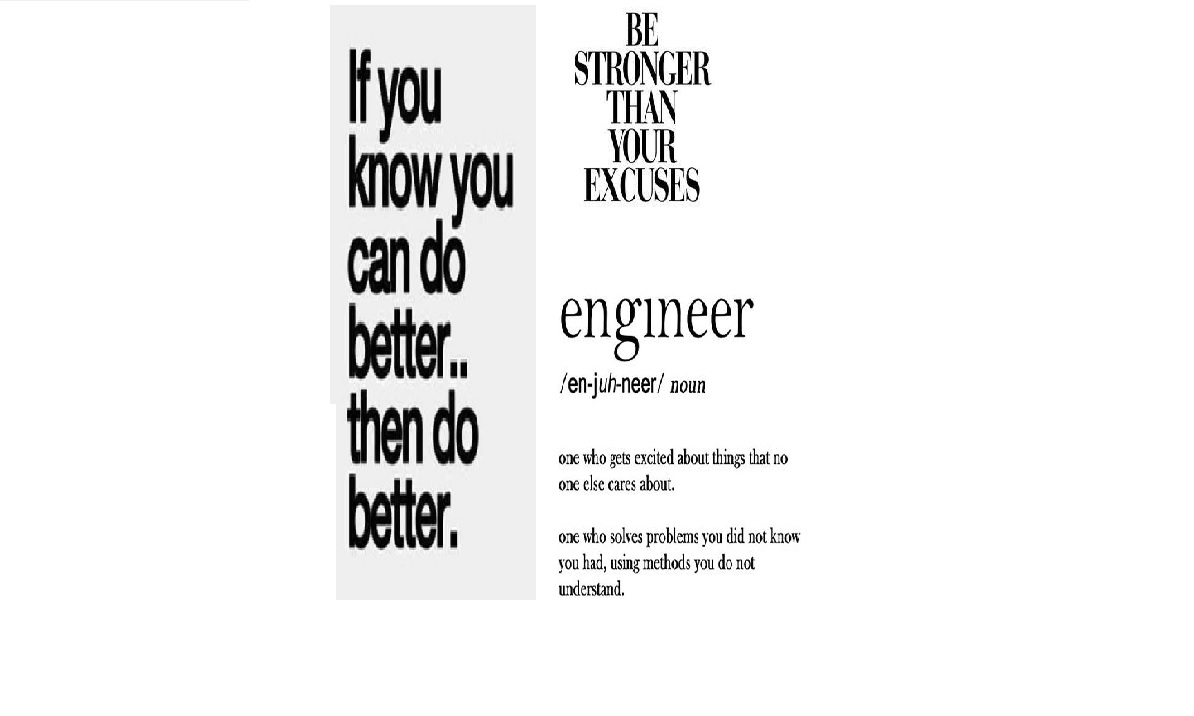 If you
know you
can do
better..
then do
better.
BE
STRONGER
THAN
YOUR
EXCUSES
engineer
/en-juh-neer/ noun
one who gets excited about things that no
one else cares about.
one who solves problems you did not know
you had, using methods you do not
understand.